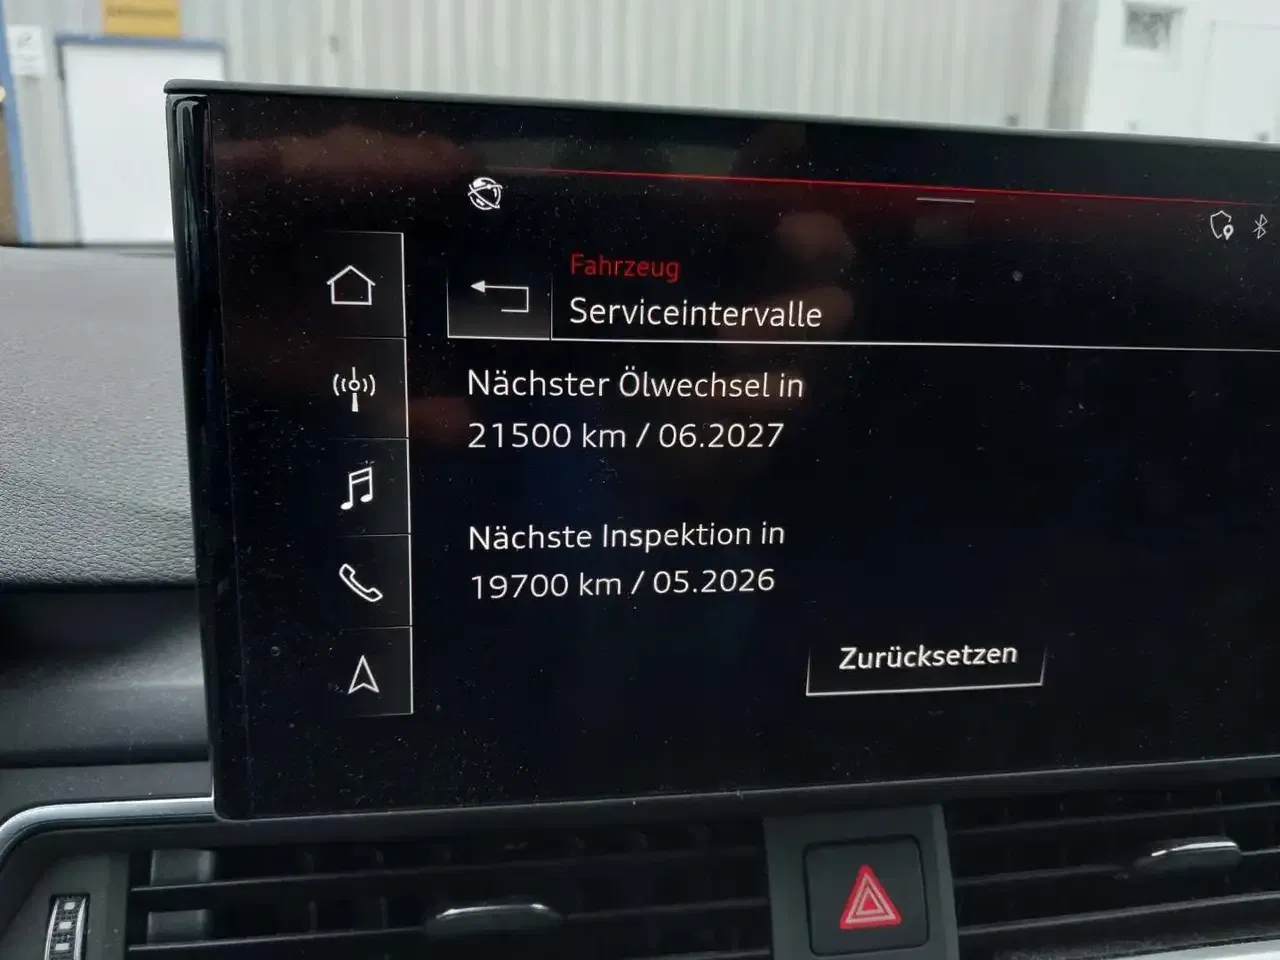 Fahrzeug
Serviceintervalle
Nächster Ölwechsel in
21500 km / 06.2027
Nächste Inspektion in
19700 km / 05.2026
Zurücksetzen